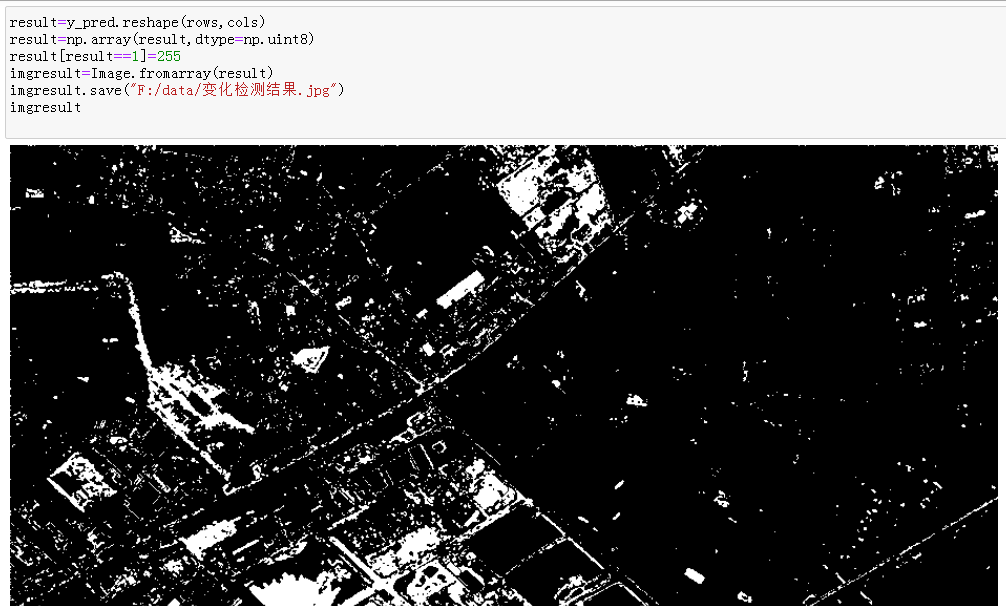 result=y_pred.reshape(rows,cols)
result=np.array(result,dtype=np.uint8)
result[result==1]=255
imgresult=Image.fromarray(result)
imgresult.save("F:/data/变化检测结果.jpg")
imgresult